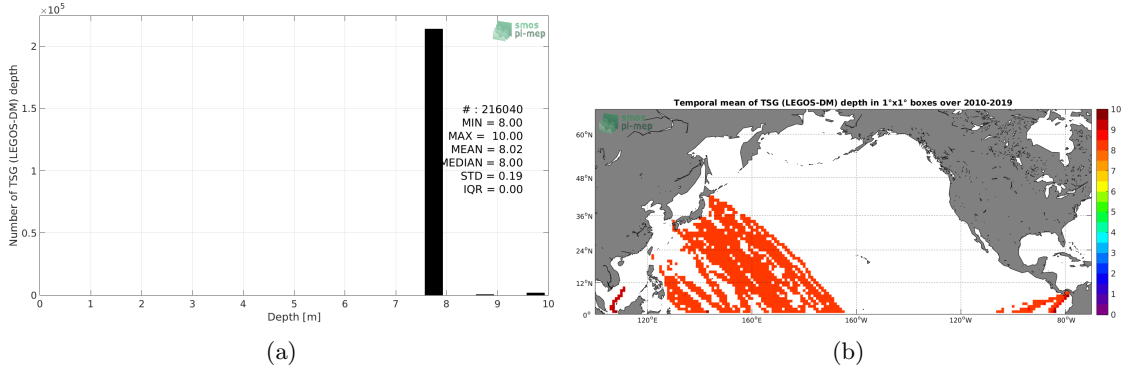 ×10⁵
2
1.5
1
0.5
0
Number of TSG (LEGOS-DM) depth
smos
pi-mep
# : 216040
MIN = 8.00
MAX = 10.00
MEAN = 8.02
MEDIAN = 8.00
STD = 0.19
IQR = 0.00
0 1 2 3 4 5 6 7 8 9 10
Depth [m]
(a)
Temporal mean of TSG (LEGOS-DM) depth in 1°x1° boxes over 2010-2019
smos
pi-mep
60°N
48°N
36°N
24°N
12°N
0°
120°E 160°E 160°W 120°W 80°W
10
9
8
7
6
5
4
3
2
1
0
(b)